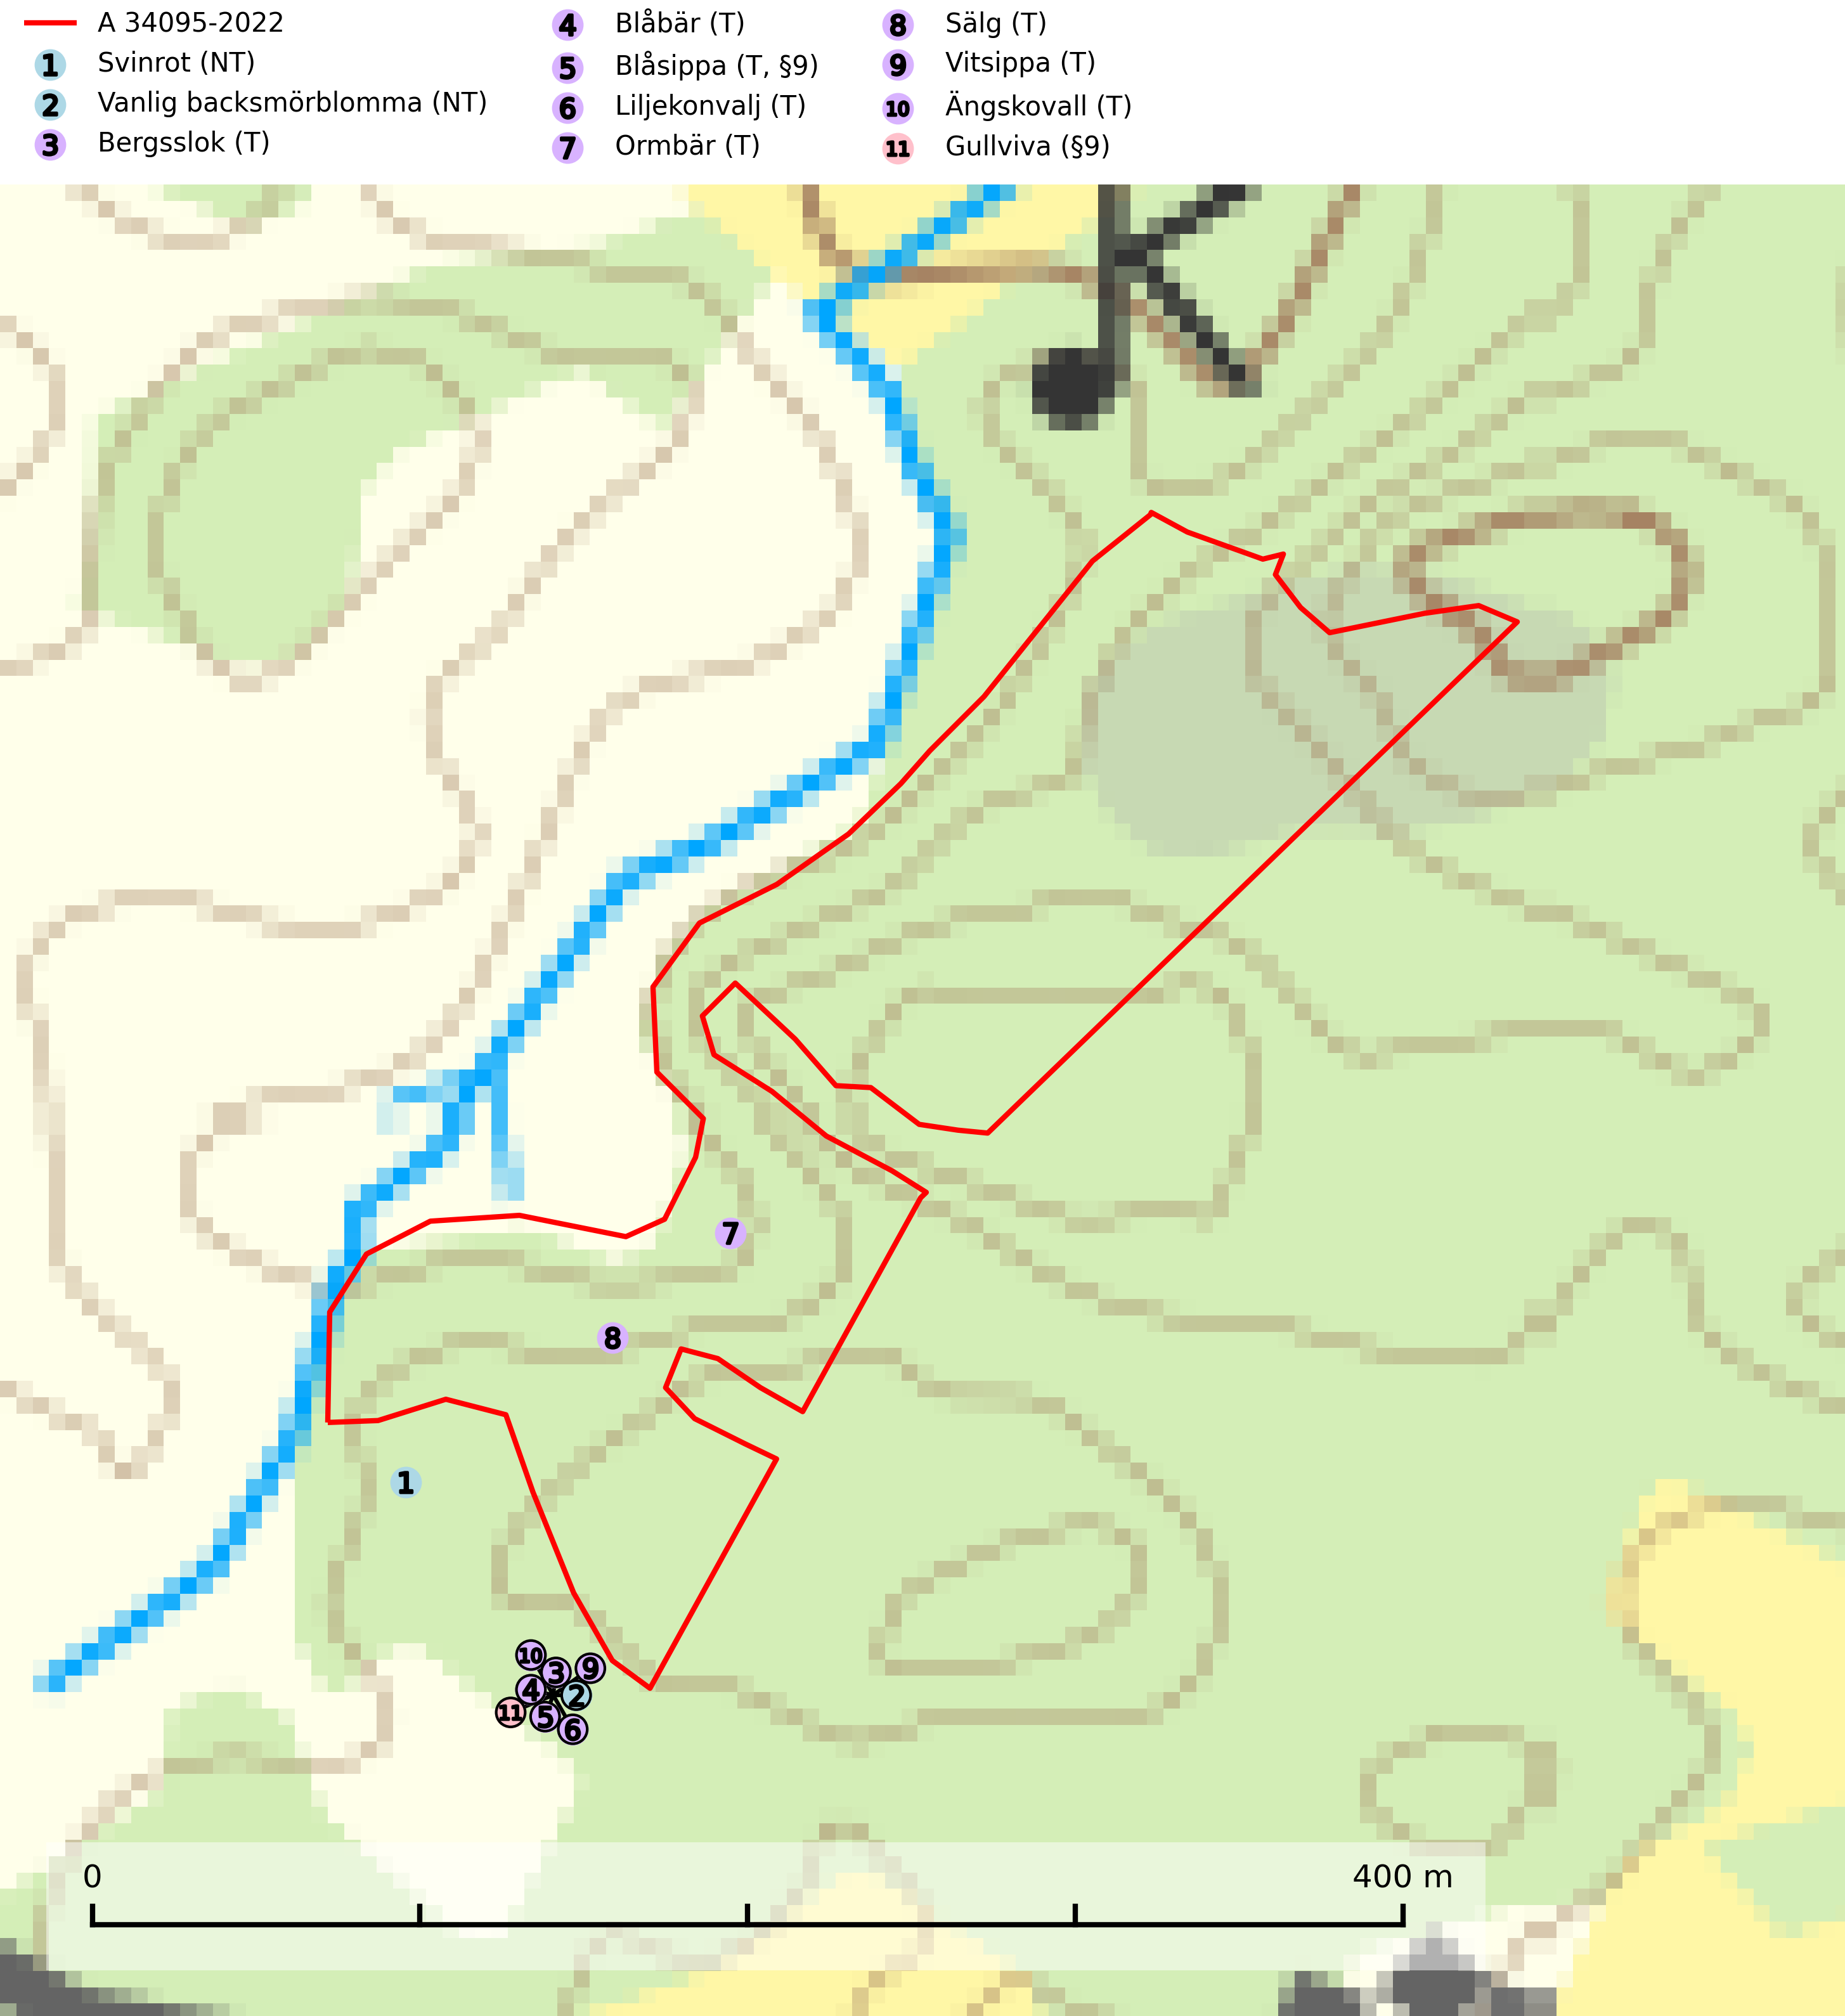 A 34095-2022
1 Svinrot (NT)
2 Vanlig backsmörblomma (NT)
3 Bergsslok (T)
4 Blåbär (T)
5 Blåsippa (T, §9)
6 Liljekonvalj (T)
7 Ormbär (T)
8 Sälg (T)
9 Vitsippa (T)
10 Ängskovall (T)
11 Gullviva (§9)
7
8
1
10
3
9
4
2
11
5
6
0 400 m